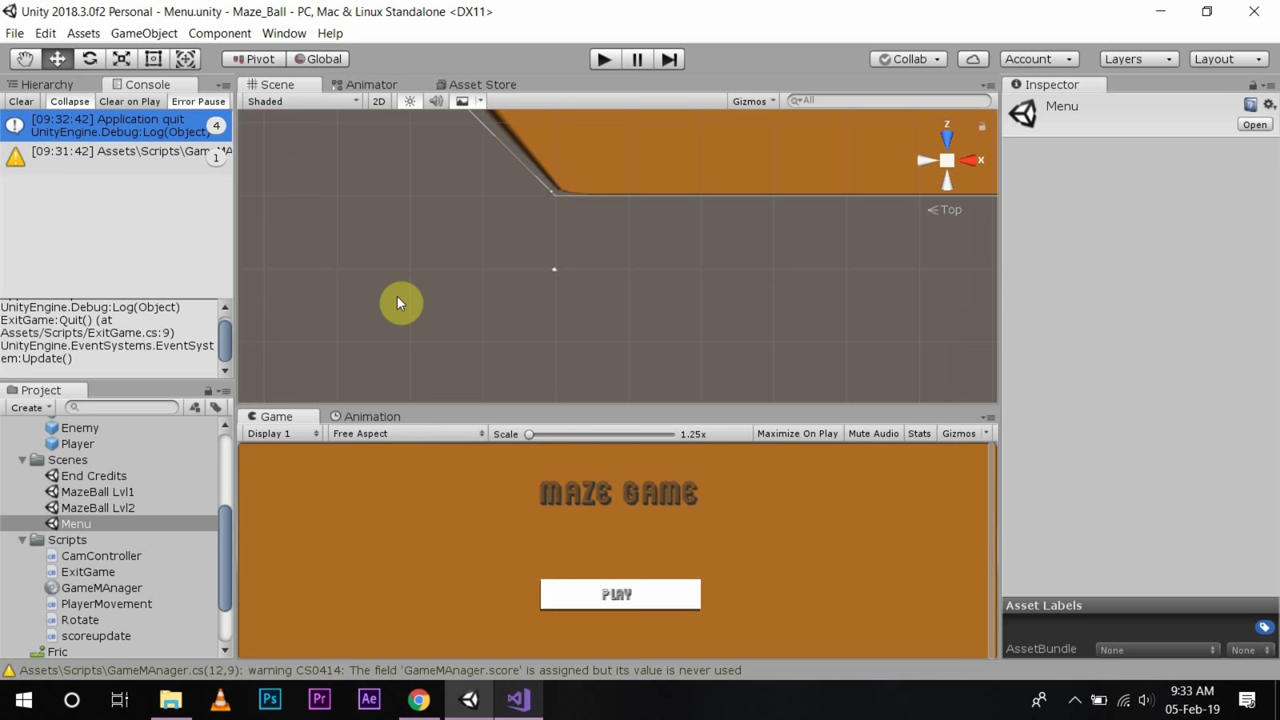 Unity 2018.3.0f2 Personal - Menu.unity - Maze_Ball - PC, Mac & Linux Standalone <DX11>
File Edit Assets GameObject Component Window Help
Pivot Global Collab Account Layers Layout
Hierarchy Console Scene Animator Asset Store Inspector
Clear Collapse Clear on Play Error Pause Shaded 2D Gizmos All
Menu
Open
[09:32:42] Application quit
UnityEngine.Debug:Log(Object) 4
[09:31:42] Assets\Scripts\GameMA 1
Z
X
Top
UnityEngine.Debug:Log(Object)
ExitGame:Quit() (at
Assets/Scripts/ExitGame.cs:9)
UnityEngine.EventSystems.EventSyst
em:Update()
Project
Create
Enemy
Player
Scenes
End Credits
MazeBall Lvl1
MazeBall Lvl2
Menu
Scripts
CamController
ExitGame
GameMAnager
PlayerMovement
Rotate
scoreupdate
Fric
Game Animation
Display 1 Free Aspect Scale 1.25x Maximize On Play Mute Audio Stats Gizmos
MAZE GAME
PLAY
Asset Labels
AssetBundle None None
Assets\Scripts\GameMAnager.cs(12,9): warning CS0414: The field 'GameMAnager.score' is assigned but its value is never used
Ps Pr Ae
9:33 AM
05-Feb-19